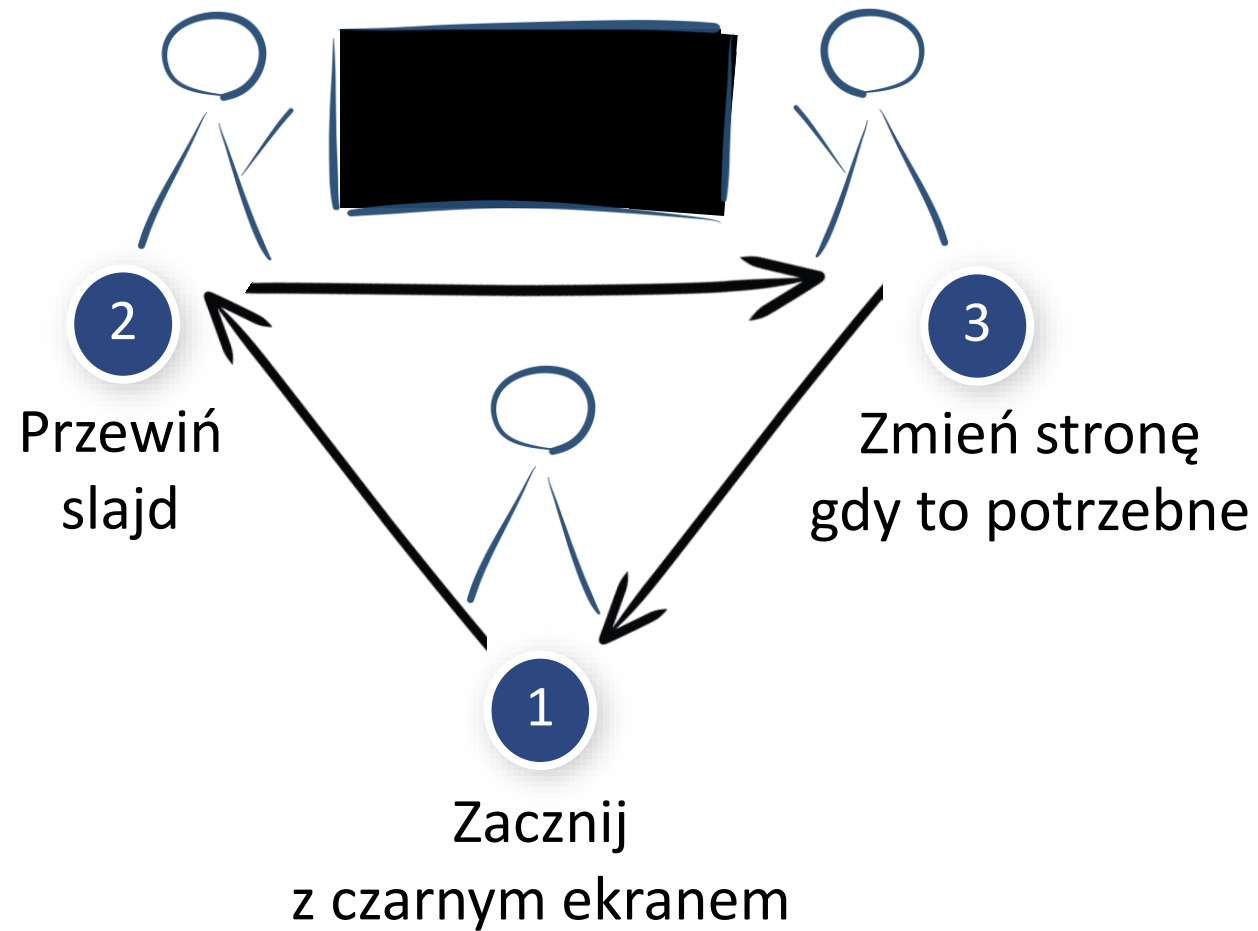 2
Przewiń
slajd
3
Zmień stronę
gdy to potrzebne
1
Zacznij
z czarnym ekranem